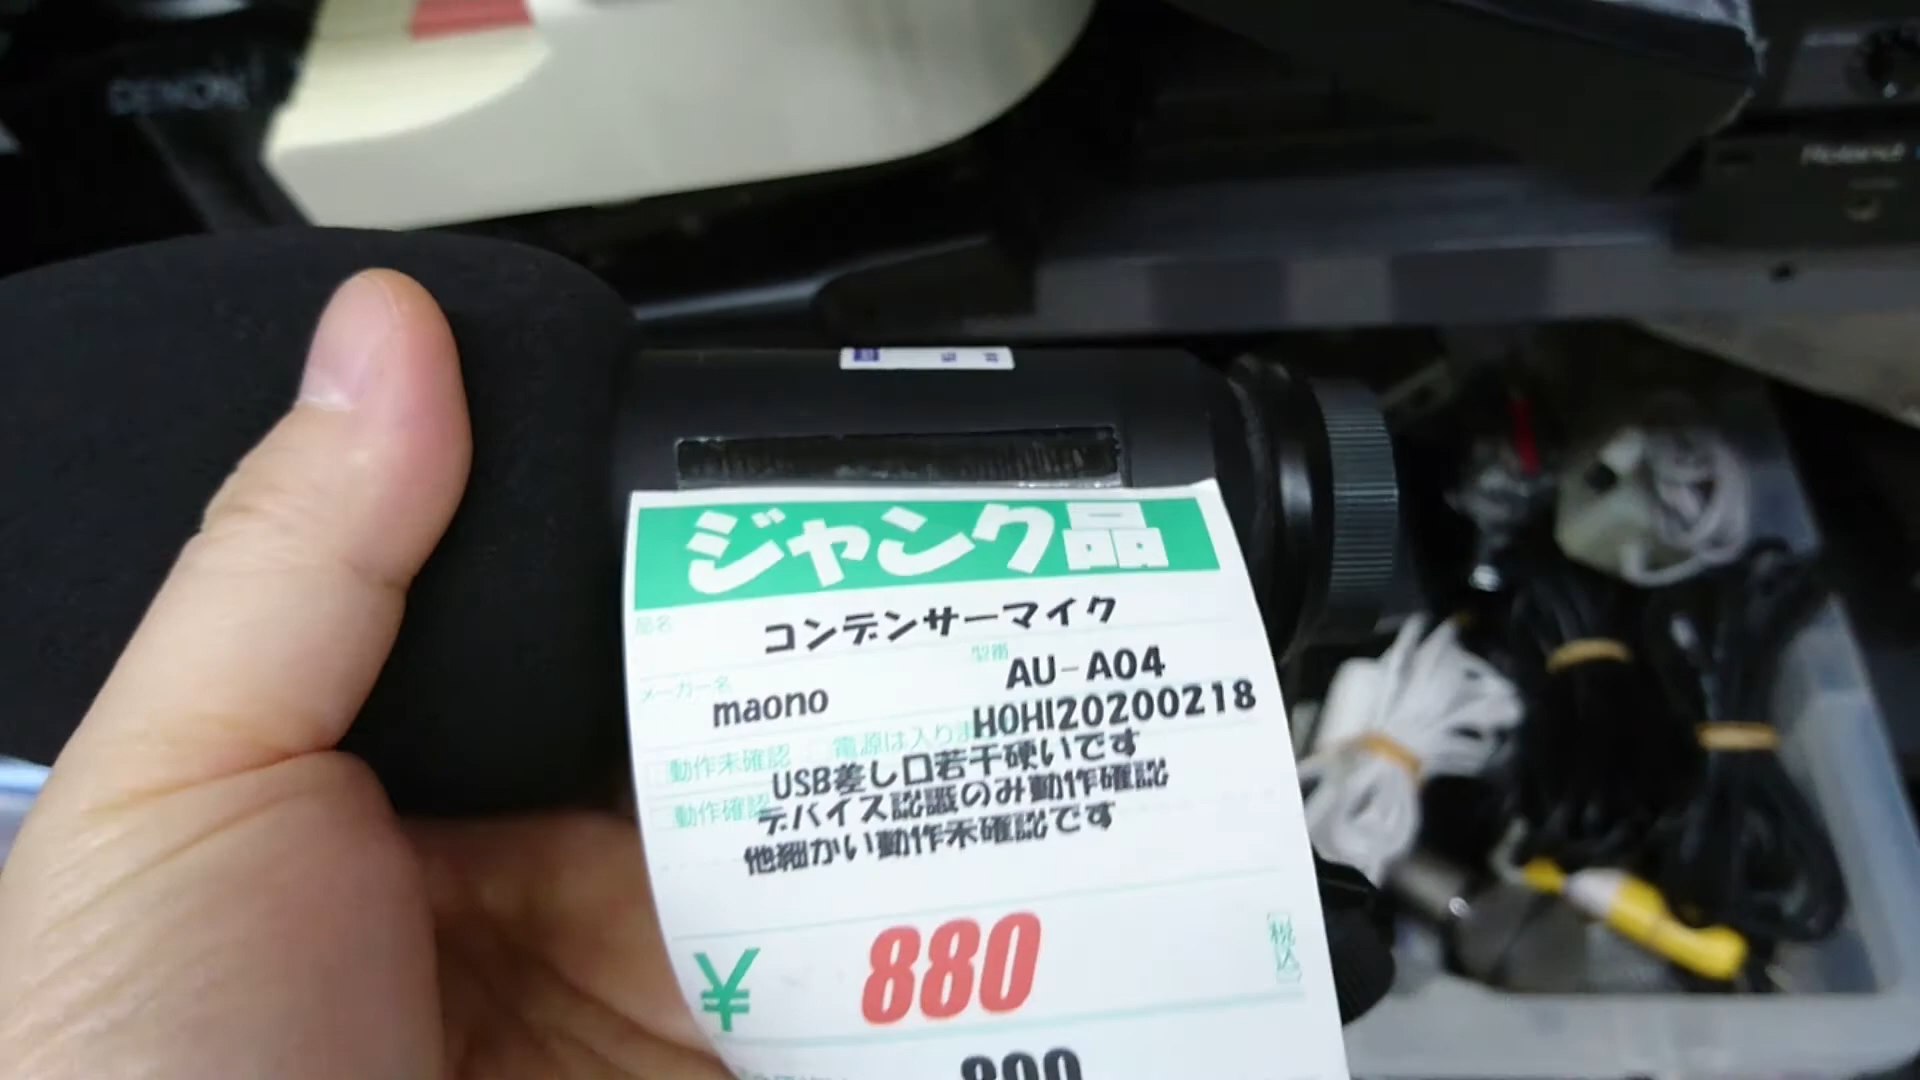 DENON
Roland
ジャンク品
品名
コンデンサーマイク
型番
AU-A04
メーカー名
maono
H0HI20200218
動作未確認 電源は入りま
USB差し口若干硬いです
動作確認
デバイス認識のみ動作確認
他細かい動作未確認です
¥ 880
税込
800